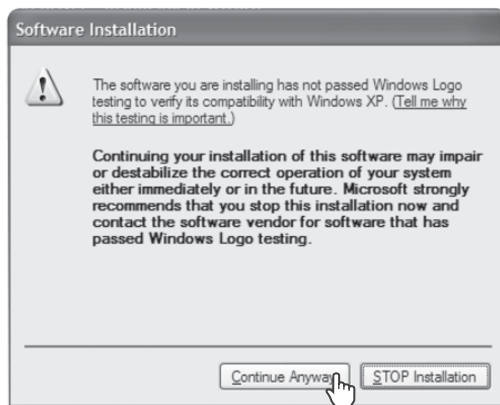 Software Installation
The software you are installing has not passed Windows Logo
testing to verify its compatibility with Windows XP. (Tell me why
this testing is important.)
Continuing your installation of this software may impair
or destabilize the correct operation of your system
either immediately or in the future. Microsoft strongly
recommends that you stop this installation now and
contact the software vendor for software that has
passed Windows Logo testing.
Continue Anyway
STOP Installation